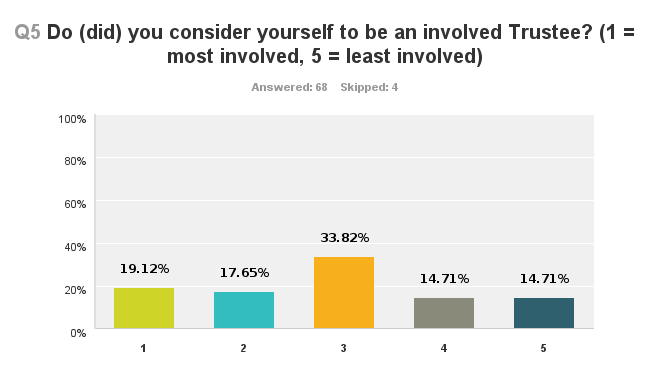 Q5 Do (did) you consider yourself to be an involved Trustee? (1 =
most involved, 5 = least involved)
Answered: 68 Skipped: 4
100%
80%
60%
40%
20%
0%
19.12%
17.65%
33.82%
14.71%
14.71%
1 2 3 4 5